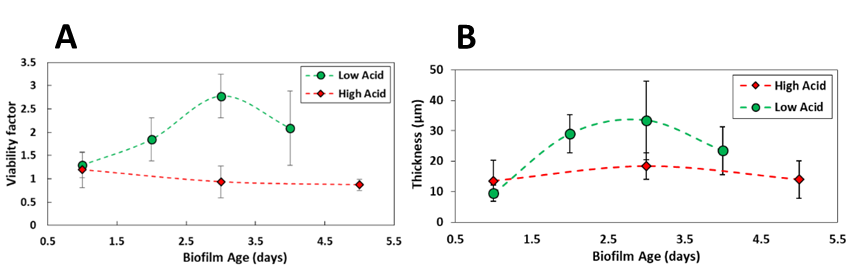 A
Viability factor
3.5
3
2.5
2
1.5
1
0.5
0
Low Acid
High Acid
0.5 1.5 2.5 3.5 4.5 5.5
Biofilm Age (days)
B
Thickness (µm)
50
40
30
20
10
0
High Acid
Low Acid
0.5 1.5 2.5 3.5 4.5 5.5
Biofilm Age (days)